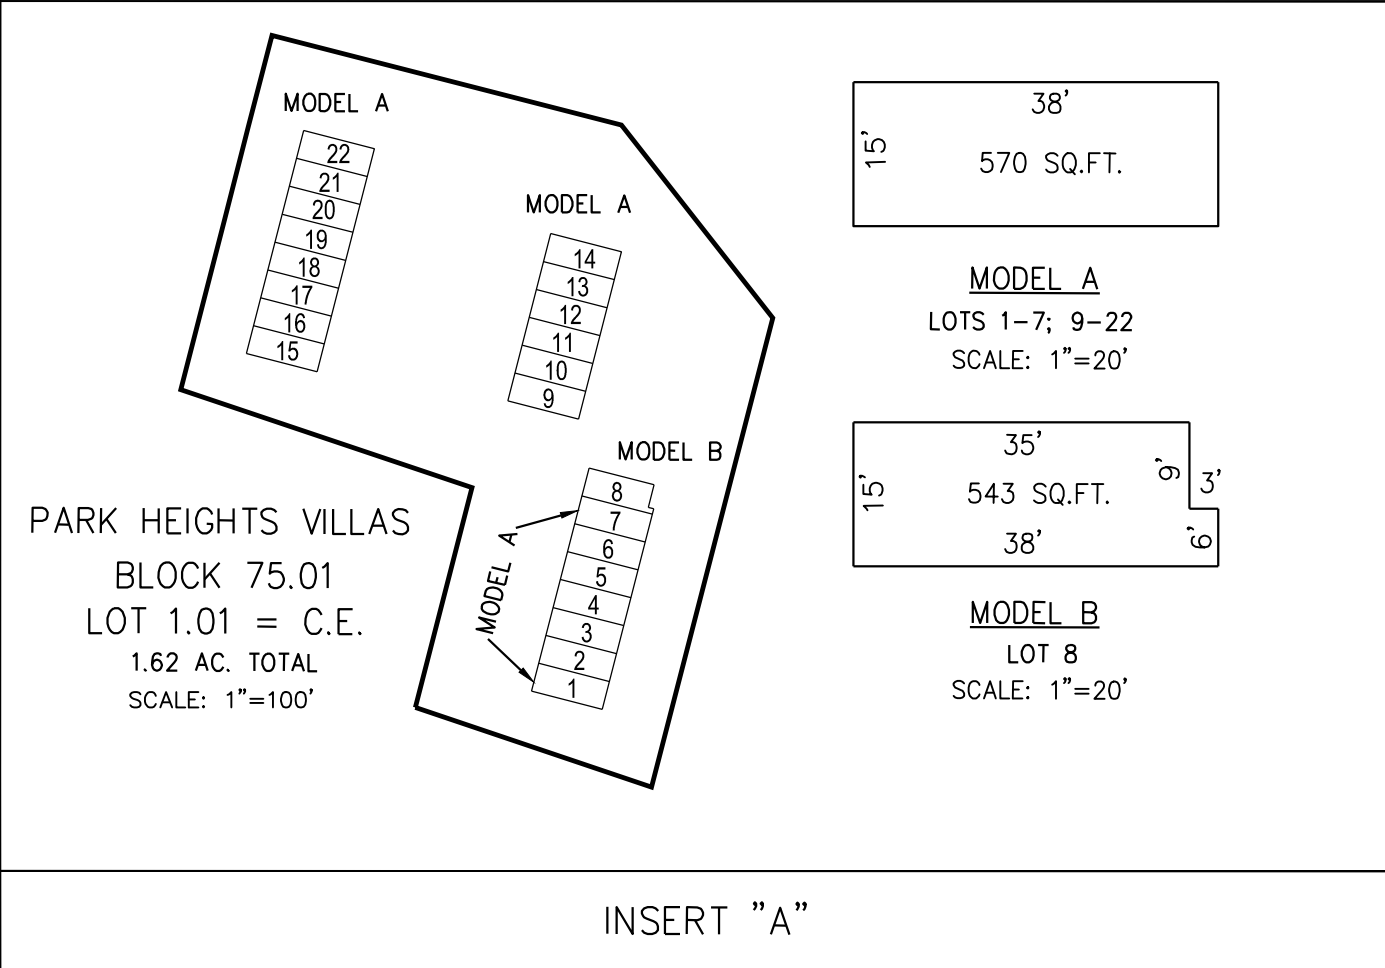 MODEL A
22
21
20
19
18
17
16
15
MODEL A
14
13
12
11
10
9
MODEL B
8
7
6
5
4
3
2
1
MODEL A
PARK HEIGHTS VILLAS
BLOCK 75.01
LOT 1.01 = C.E.
1.62 AC. TOTAL
SCALE: 1"=100'
38'
15'
570 SQ.FT.
MODEL A
LOTS 1-7; 9-22
SCALE: 1"=20'
35'
9'
3'
15'
543 SQ.FT.
38'
6'
MODEL B
LOT 8
SCALE: 1"=20'
INSERT "A"